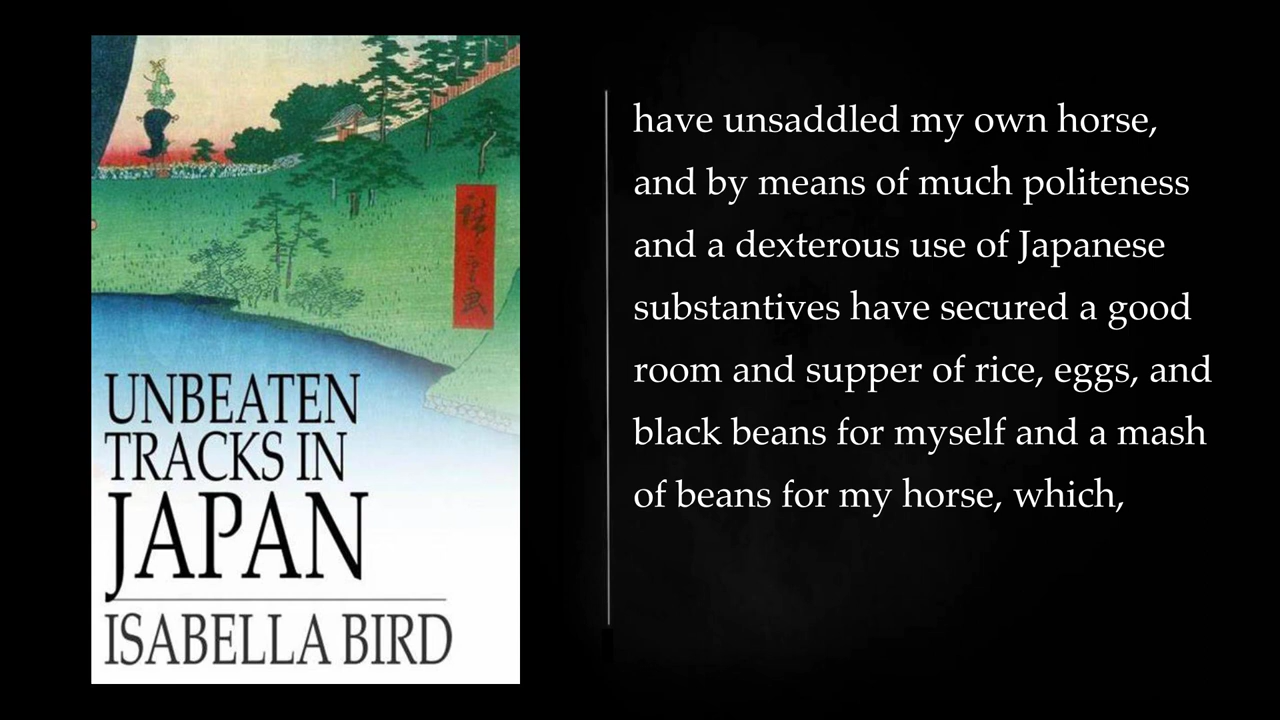 UNBEATEN
TRACKS IN
JAPAN
ISABELLA BIRD
have unsaddled my own horse,
and by means of much politeness
and a dexterous use of Japanese
substantives have secured a good
room and supper of rice, eggs, and
black beans for myself and a mash
of beans for my horse, which,